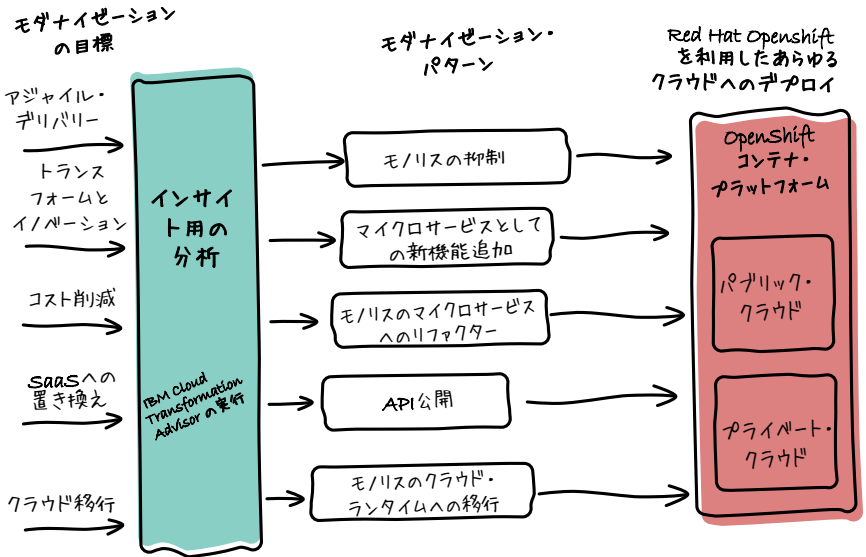 モダナイゼーション
の目標
アジャイル・
デリバリー
トランス
フォームと
イノベーション
コスト削減
SaaSへの
置き換え
クラウド移行
インサイ
ト用の
分析
IBM Cloud
Transformation
Advisor の実行
モダナイゼーション・
パターン
モノリスの抑制
マイクロサービスとして
の新機能追加
モノリスのマイクロサービス
へのリファクター
API公開
モノリスのクラウド・
ランタイムへの移行
Red Hat Openshift
を利用したあらゆる
クラウドへのデプロイ
OpenShift
コンテナ・
プラットフォーム
パブリック・
クラウド
プライベート・
クラウド